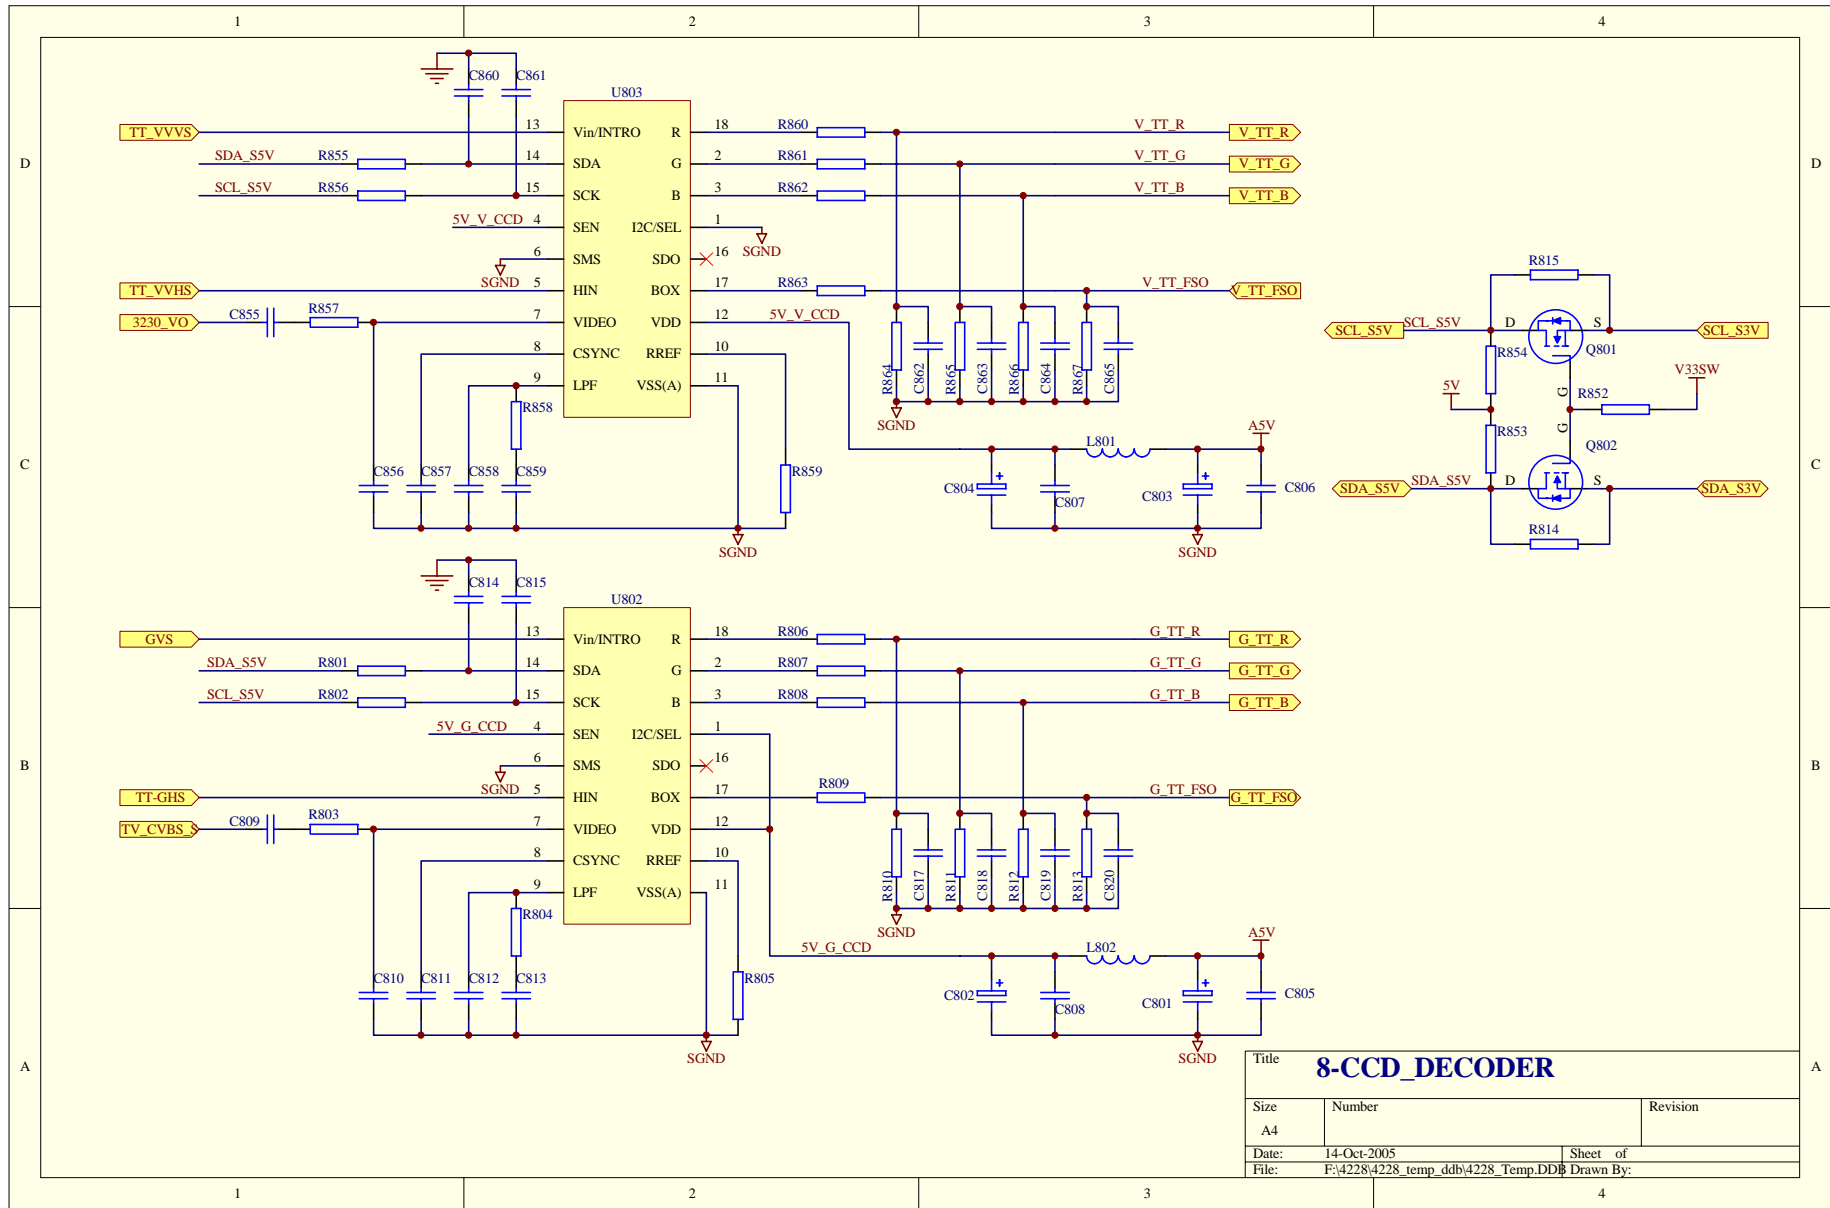 1 2 3 4
D D
C C
B B
A A
C860 C861
U803
TT_VVVS 13 Vin/INTRO R 18 R860 V_TT_R V_TT_R
SDA_S5V R855 14 SDA G 2 R861 V_TT_G V_TT_G
SCL_S5V R856 15 SCK B 3 R862 V_TT_B V_TT_B
5V_V_CCD 4 SEN I2C/SEL 1 SGND
SGND 6 SMS SDO 16
TT_VVHS 5 HIN BOX 17 R863 V_TT_FSO V_TT_FSO
3230_VO C855 R857 7 VIDEO VDD 12 5V_V_CCD
8 CSYNC RREF 10
9 LPF VSS(A) 11
R864 C862 R865 C863 R866 C864 R867 C865
SGND
R858
C856 C857 C858 C859 R859
SGND
L801 A5V
C804 + C807 C803 + C806
SGND
R815
SCL_S5V SCL_S5V D S SCL_S3V
R854 Q801
5V G R852 V33SW
R853 G Q802
SDA_S5V SDA_S5V D S SDA_S3V
R814
C814 C815
U802
GVS 13 Vin/INTRO R 18 R806 G_TT_R G_TT_R
SDA_S5V R801 14 SDA G 2 R807 G_TT_G G_TT_G
SCL_S5V R802 15 SCK B 3 R808 G_TT_B G_TT_B
5V_G_CCD 4 SEN I2C/SEL 1
SGND 6 SMS SDO 16
TT-GHS 5 HIN BOX 17 R809 G_TT_FSO G_TT_FSO
TV_CVBS_S C809 R803 7 VIDEO VDD 12
8 CSYNC RREF 10
9 LPF VSS(A) 11
R810 C817 R811 C818 R812 C819 R813 C820
SGND
R804
C810 C811 C812 C813 R805
SGND
5V_G_CCD L802 A5V
C802 + C808 C801 + C805
SGND
Title 8-CCD_DECODER
Size Number Revision
A4
Date: 14-Oct-2005 Sheet of
File: F:\4228\4228_temp_ddb\4228_Temp.DDB Drawn By:
1 2 3 4